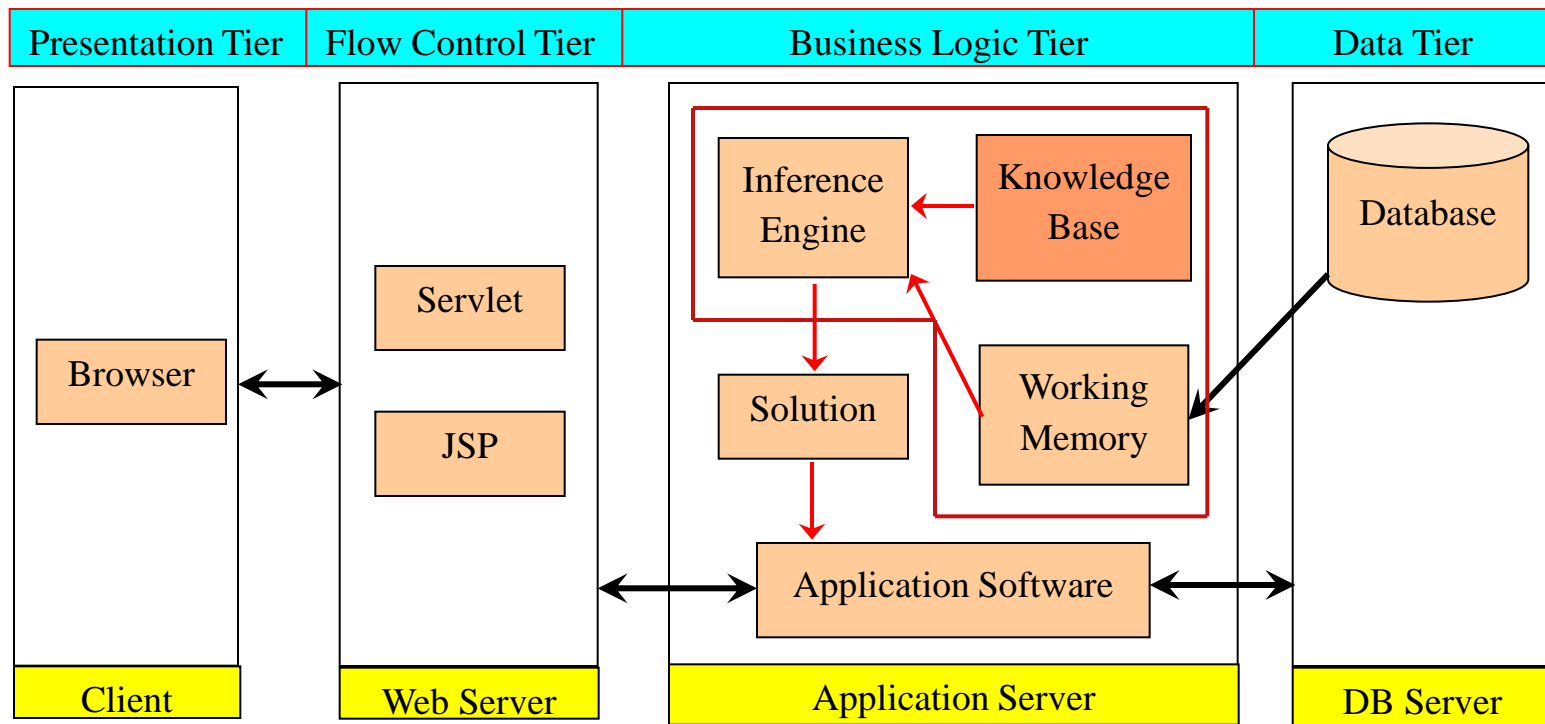 Presentation Tier
Flow Control Tier
Business Logic Tier
Data Tier
Browser
Servlet
JSP
Inference
Engine
Knowledge
Base
Solution
Working
Memory
Application Software
Database
Client
Web Server
Application Server
DB Server